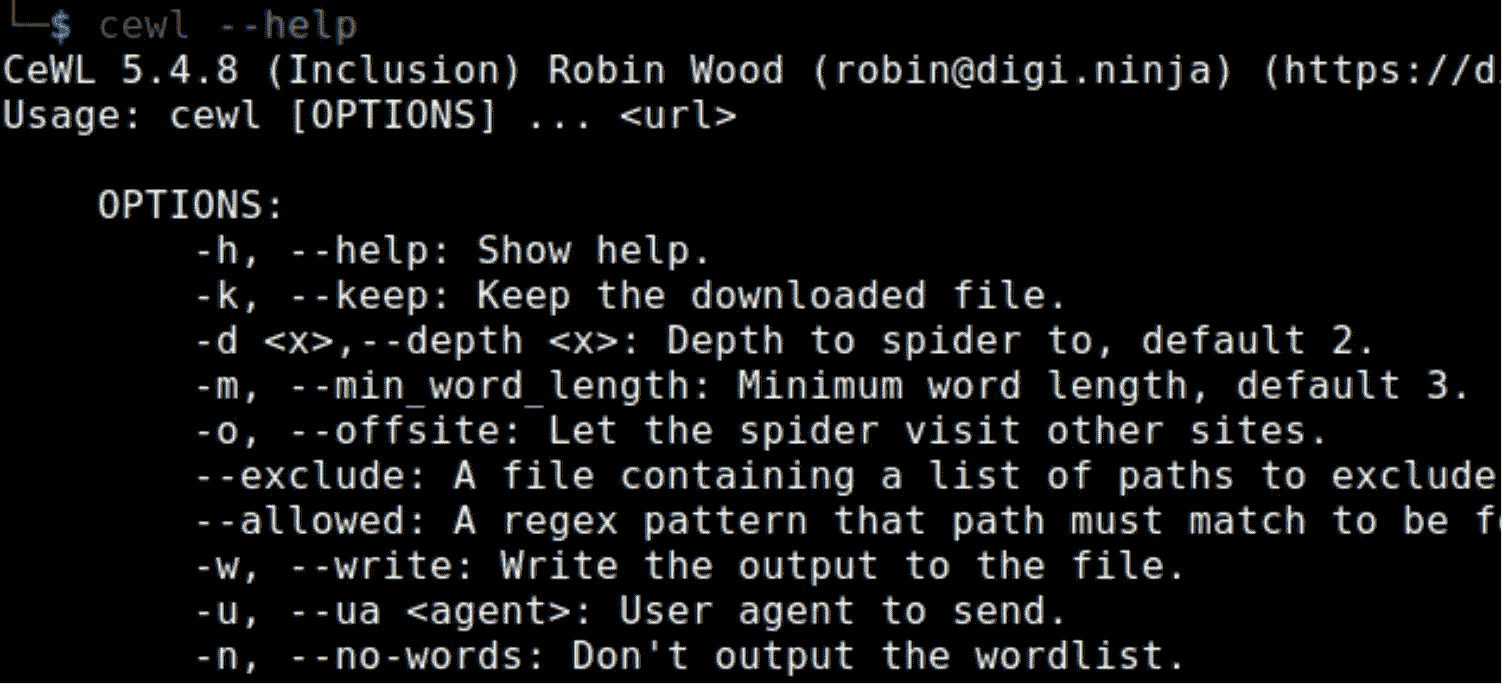 └─$ cewl --help
CeWL 5.4.8 (Inclusion) Robin Wood (robin@digi.ninja) (https://d
Usage: cewl [OPTIONS] ... <url>
OPTIONS:
-h, --help: Show help.
-k, --keep: Keep the downloaded file.
-d <x>,--depth <x>: Depth to spider to, default 2.
-m, --min_word_length: Minimum word length, default 3.
-o, --offsite: Let the spider visit other sites.
--exclude: A file containing a list of paths to exclude
--allowed: A regex pattern that path must match to be f
-w, --write: Write the output to the file.
-u, --ua <agent>: User agent to send.
-n, --no-words: Don't output the wordlist.